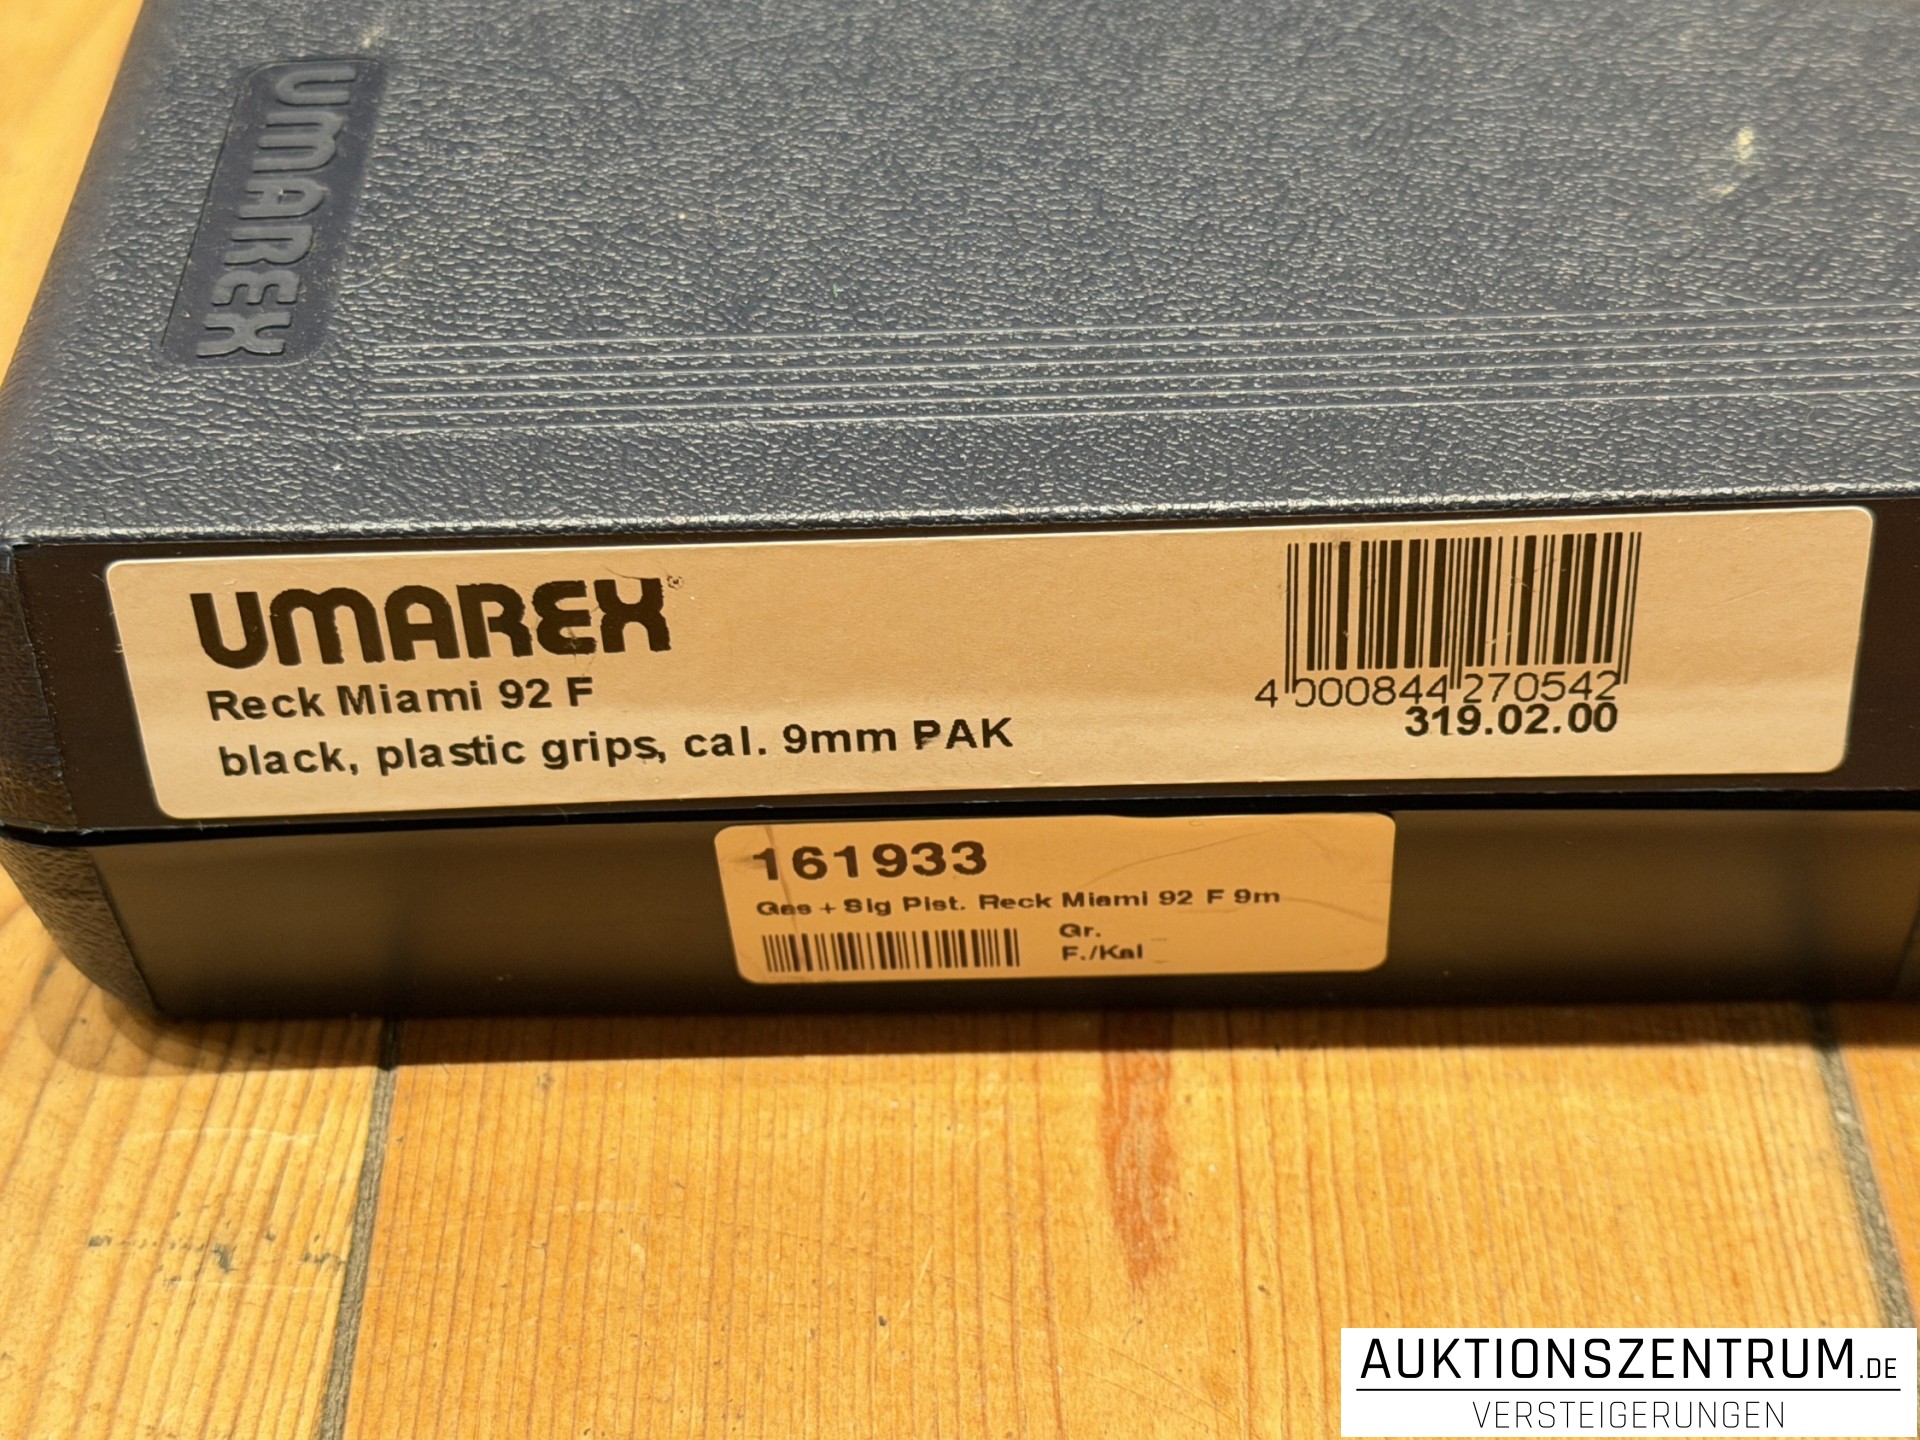 UMAREX
UMAREX®
Reck Miami 92 F
black, plastic grips, cal. 9mm PAK
4 000844 270542
319.02.00
161933
Gas + Sig Pist. Reck Miami 92 F 9m
Gr.
F./Kal
AUKTIONSZENTRUM.DE
VERSTEIGERUNGEN